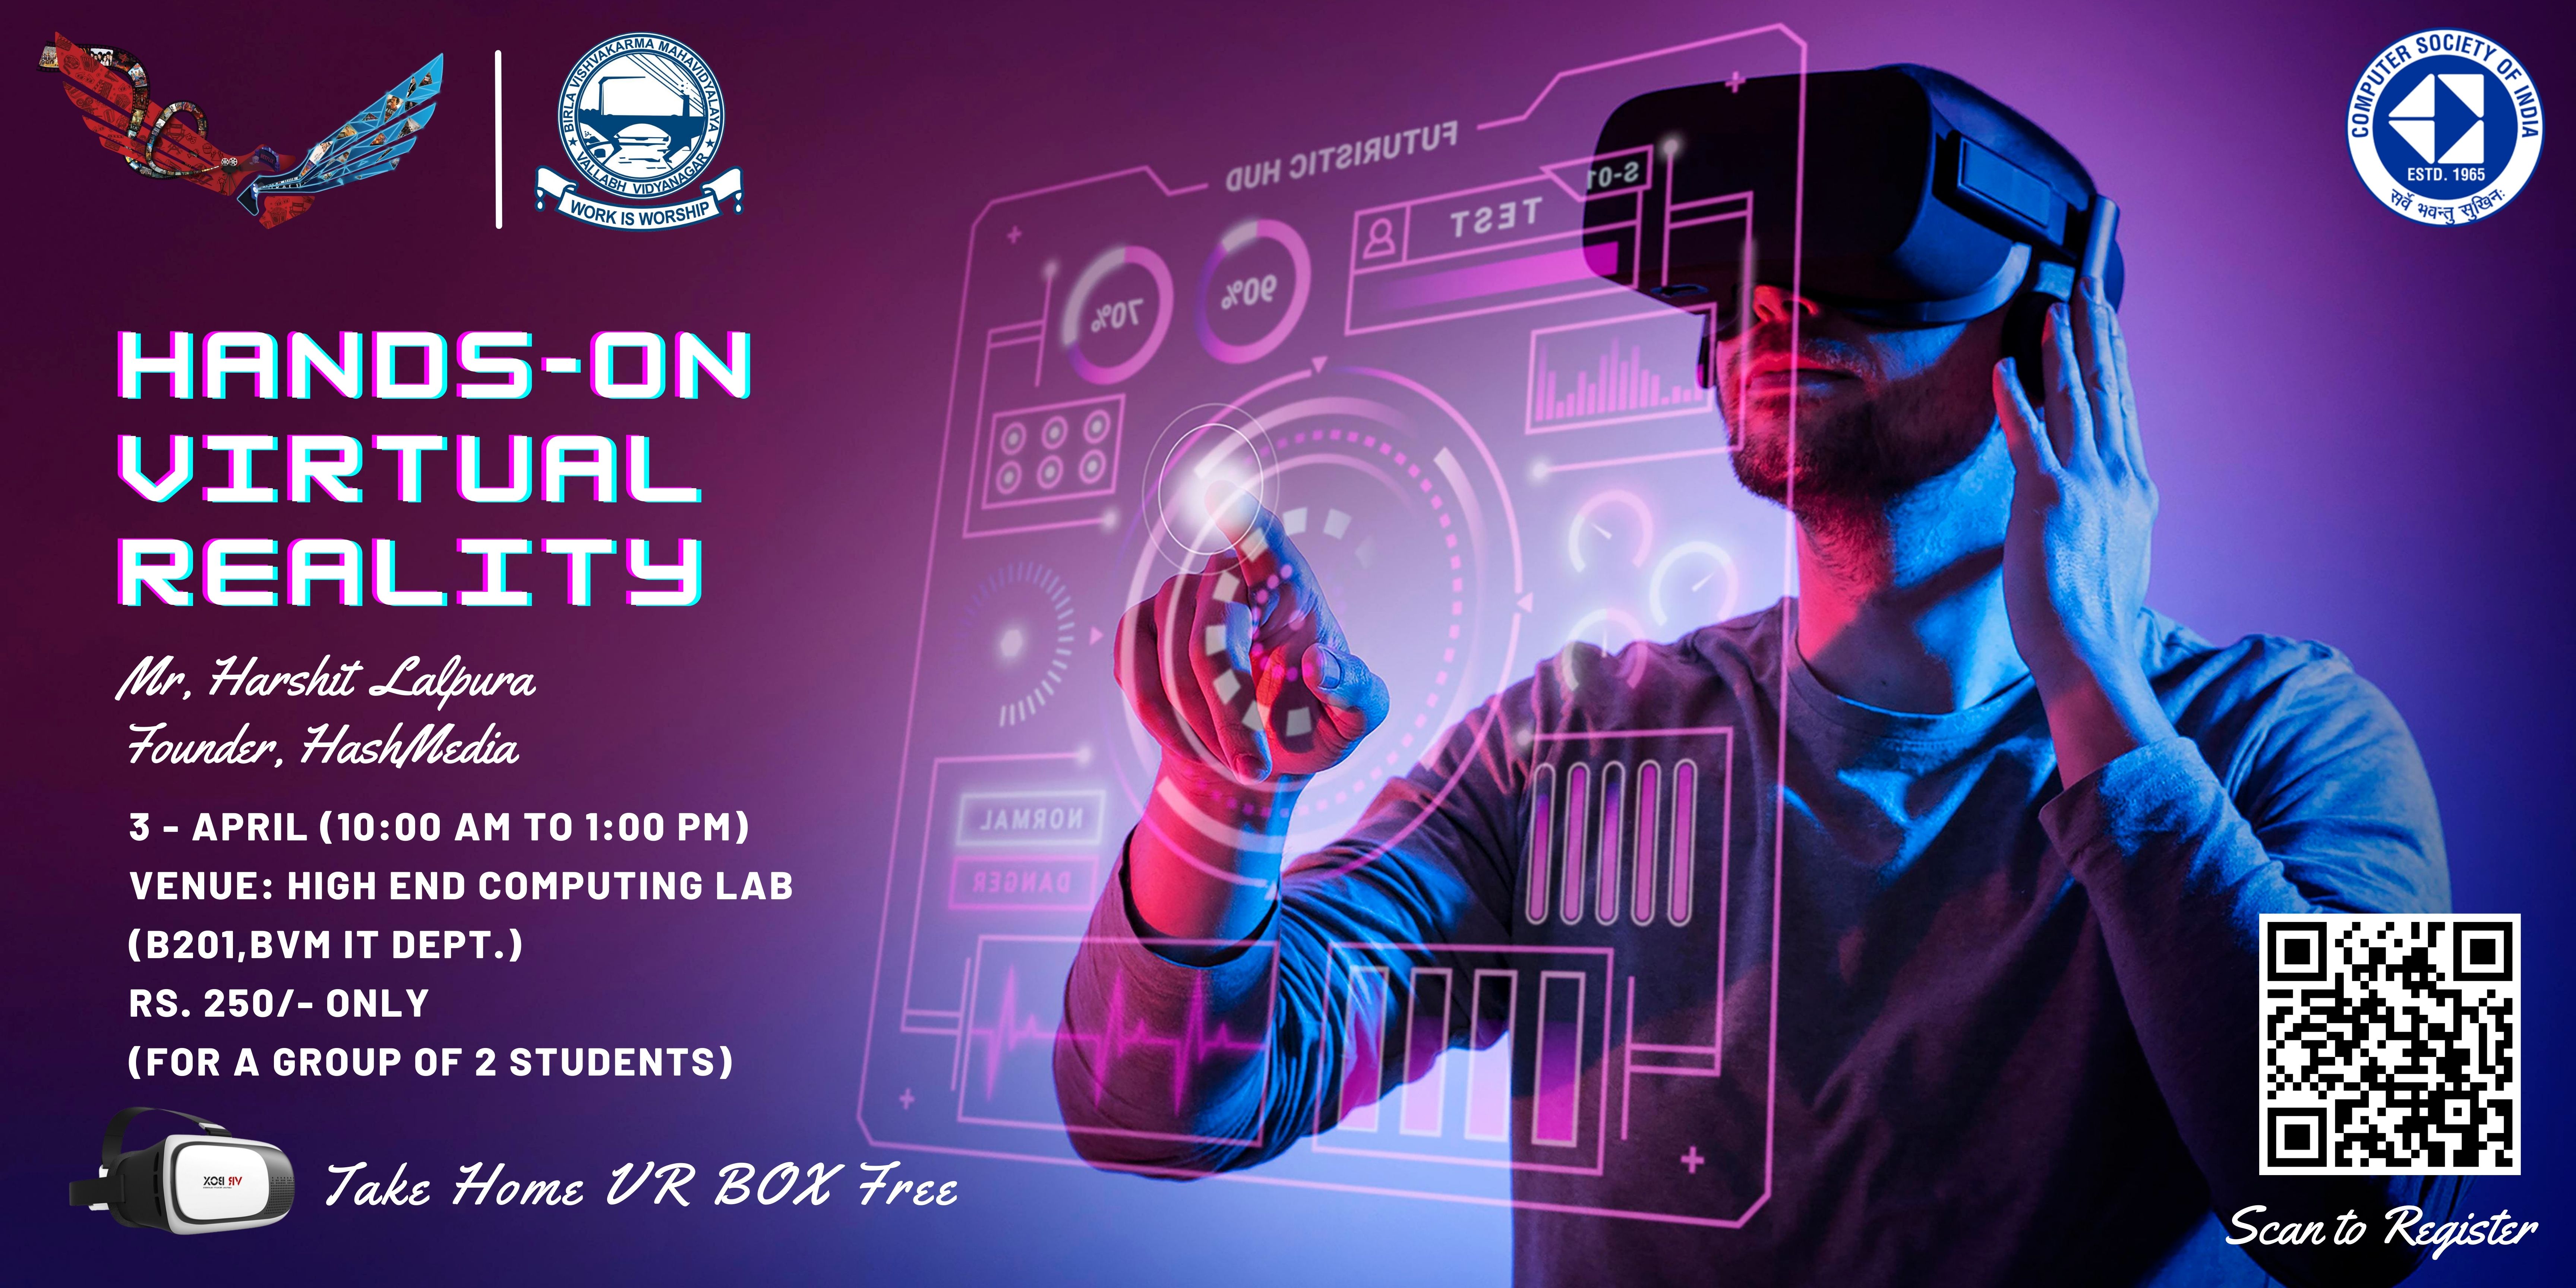 BIRLA VISHVAKARMA MAHAVIDYALAYA
★ VALLABH VIDYANAGAR ★
WORK IS WORSHIP
COMPUTER SOCIETY OF INDIA
ESTD. 1965
सर्वे भवन्तु सुखिनः
FUTURISTIC HUD
S-01
TEST
70%
90%
HANDS-ON
VIRTUAL
REALITY
Mr, Harshit Lalpura
Founder, HashMedia
3 - APRIL (10:00 AM TO 1:00 PM)
VENUE: HIGH END COMPUTING LAB
(B201,BVM IT DEPT.)
RS. 250/- ONLY
(FOR A GROUP OF 2 STUDENTS)
NORMAL
DANGER
VR BOX
Take Home VR BOX Free
Scan to Register